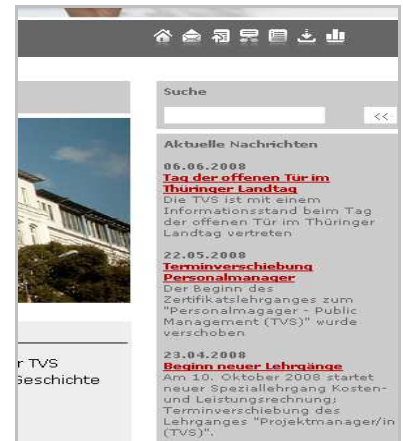 Suche
<<
Aktuelle Nachrichten
06.06.2008
Tag der offenen Tür im
Thüringer Landtag
Die TVS ist mit einem
Informationsstand beim Tag
der offenen Tür im Thüringer
Landtag vertreten
22.05.2008
Terminverschiebung
Personalmanager
Der Beginn des
Zertifikatslehrganges zum
"Personalmagager - Public
Management (TVS)" wurde
verschoben
23.04.2008
Beginn neuer Lehrgänge
Am 10. Oktober 2008 startet
neuer Speziallehrgang Kosten-
und Leistungsrechnung;
Terminverschiebung des
Lehrganges "Projektmanager/in
(TVS)".
r TVS
Geschichte